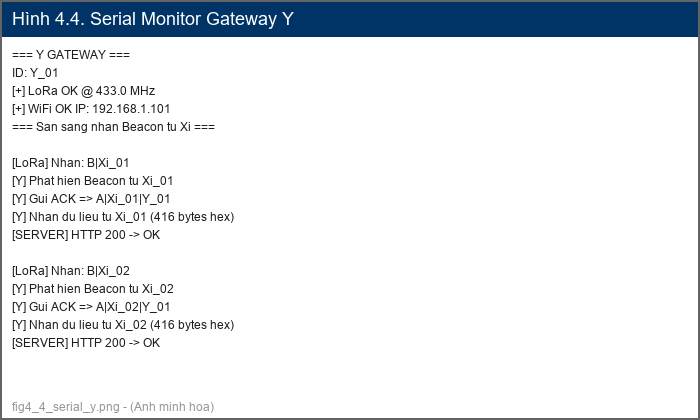 Hình 4.4. Serial Monitor Gateway Y
=== Y GATEWAY ===
ID: Y_01
[+] LoRa OK @ 433.0 MHz
[+] WiFi OK IP: 192.168.1.101
=== San sang nhan Beacon tu Xi ===
[LoRa] Nhan: B|Xi_01
[Y] Phat hien Beacon tu Xi_01
[Y] Gui ACK => A|Xi_01|Y_01
[Y] Nhan du lieu tu Xi_01 (416 bytes hex)
[SERVER] HTTP 200 -> OK
[LoRa] Nhan: B|Xi_02
[Y] Phat hien Beacon tu Xi_02
[Y] Gui ACK => A|Xi_02|Y_01
[Y] Nhan du lieu tu Xi_02 (416 bytes hex)
[SERVER] HTTP 200 -> OK
fig4_4_serial_y.png - (Anh minh hoa)